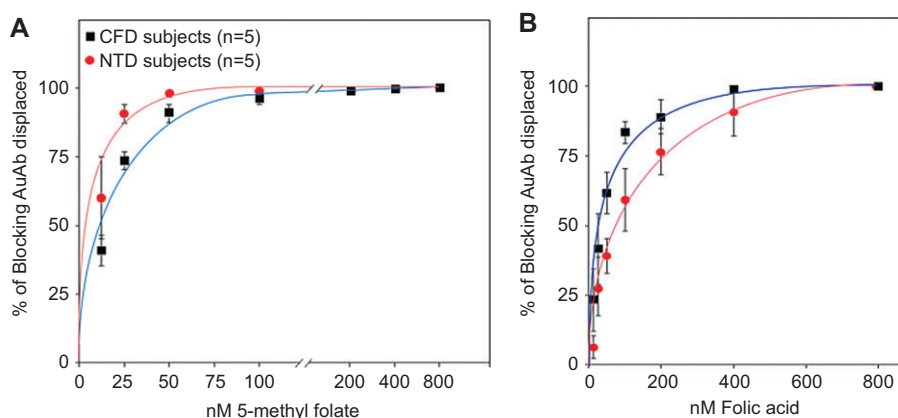 A
CFD subjects (n=5)
NTD subjects (n=5)
% of Blocking AuAb displaced
100
75
50
25
0
0 25 50 75 100 200 400 800
nM 5-methyl folate
B
% of Blocking AuAb displaced
100
75
50
25
0
0 200 400 600 800
nM Folic acid